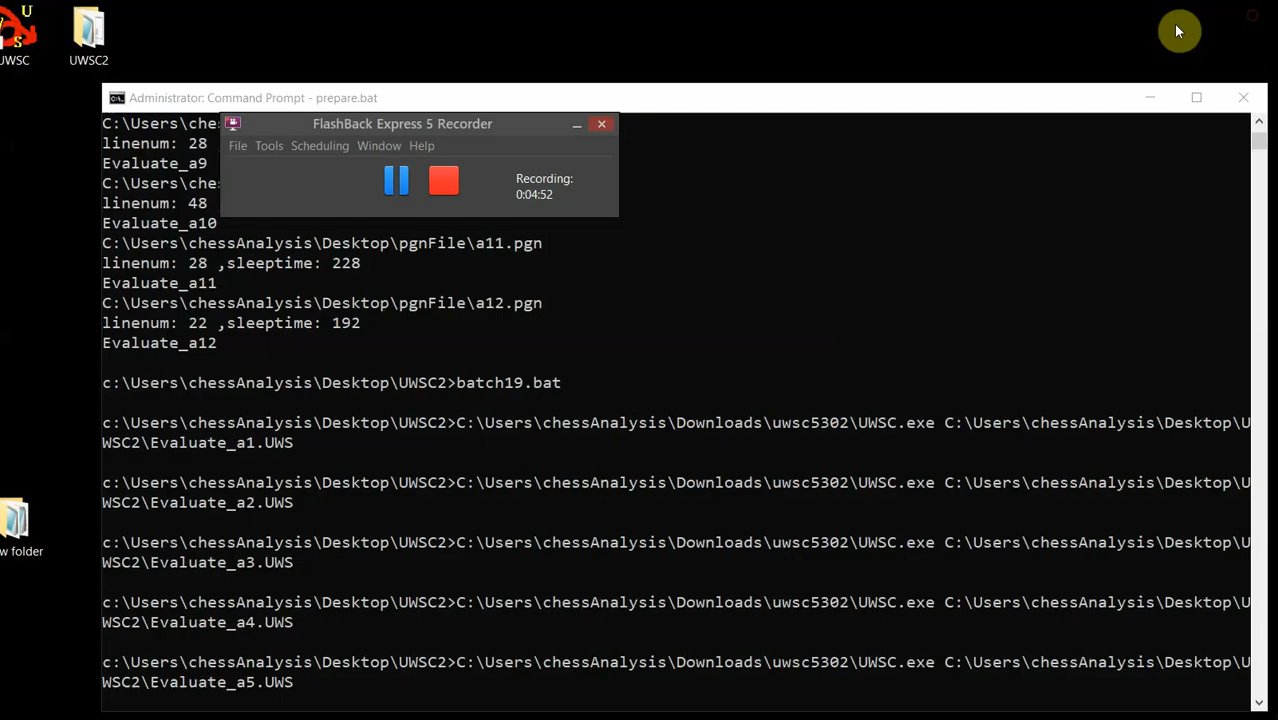 U
S
UWSC
UWSC2
Administrator: Command Prompt - prepare.bat
C:\Users\che
FlashBack Express 5 Recorder
linenum: 28
File Tools Scheduling Window Help
Evaluate_a9
C:\Users\che
Recording:
0:04:52
linenum: 48
Evaluate_a10
C:\Users\chessAnalysis\Desktop\pgnFile\a11.pgn
linenum: 28 ,sleeptime: 228
Evaluate_a11
C:\Users\chessAnalysis\Desktop\pgnFile\a12.pgn
linenum: 22 ,sleeptime: 192
Evaluate_a12
c:\Users\chessAnalysis\Desktop\UWSC2>batch19.bat
c:\Users\chessAnalysis\Desktop\UWSC2>C:\Users\chessAnalysis\Downloads\uwsc5302\UWSC.exe C:\Users\chessAnalysis\Desktop\U
WSC2\Evaluate_a1.UWS
c:\Users\chessAnalysis\Desktop\UWSC2>C:\Users\chessAnalysis\Downloads\uwsc5302\UWSC.exe C:\Users\chessAnalysis\Desktop\U
WSC2\Evaluate_a2.UWS
c:\Users\chessAnalysis\Desktop\UWSC2>C:\Users\chessAnalysis\Downloads\uwsc5302\UWSC.exe C:\Users\chessAnalysis\Desktop\U
WSC2\Evaluate_a3.UWS
w folder
c:\Users\chessAnalysis\Desktop\UWSC2>C:\Users\chessAnalysis\Downloads\uwsc5302\UWSC.exe C:\Users\chessAnalysis\Desktop\U
WSC2\Evaluate_a4.UWS
c:\Users\chessAnalysis\Desktop\UWSC2>C:\Users\chessAnalysis\Downloads\uwsc5302\UWSC.exe C:\Users\chessAnalysis\Desktop\U
WSC2\Evaluate_a5.UWS